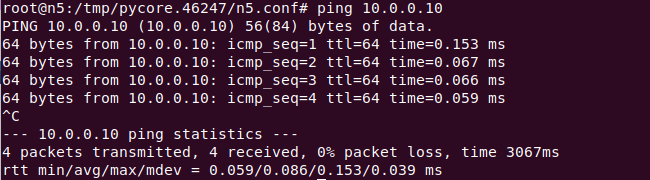 root@n5:/tmp/pycore.46247/n5.conf# ping 10.0.0.10
PING 10.0.0.10 (10.0.0.10) 56(84) bytes of data.
64 bytes from 10.0.0.10: icmp_seq=1 ttl=64 time=0.153 ms
64 bytes from 10.0.0.10: icmp_seq=2 ttl=64 time=0.067 ms
64 bytes from 10.0.0.10: icmp_seq=3 ttl=64 time=0.066 ms
64 bytes from 10.0.0.10: icmp_seq=4 ttl=64 time=0.059 ms
^C
--- 10.0.0.10 ping statistics ---
4 packets transmitted, 4 received, 0% packet loss, time 3067ms
rtt min/avg/max/mdev = 0.059/0.086/0.153/0.039 ms